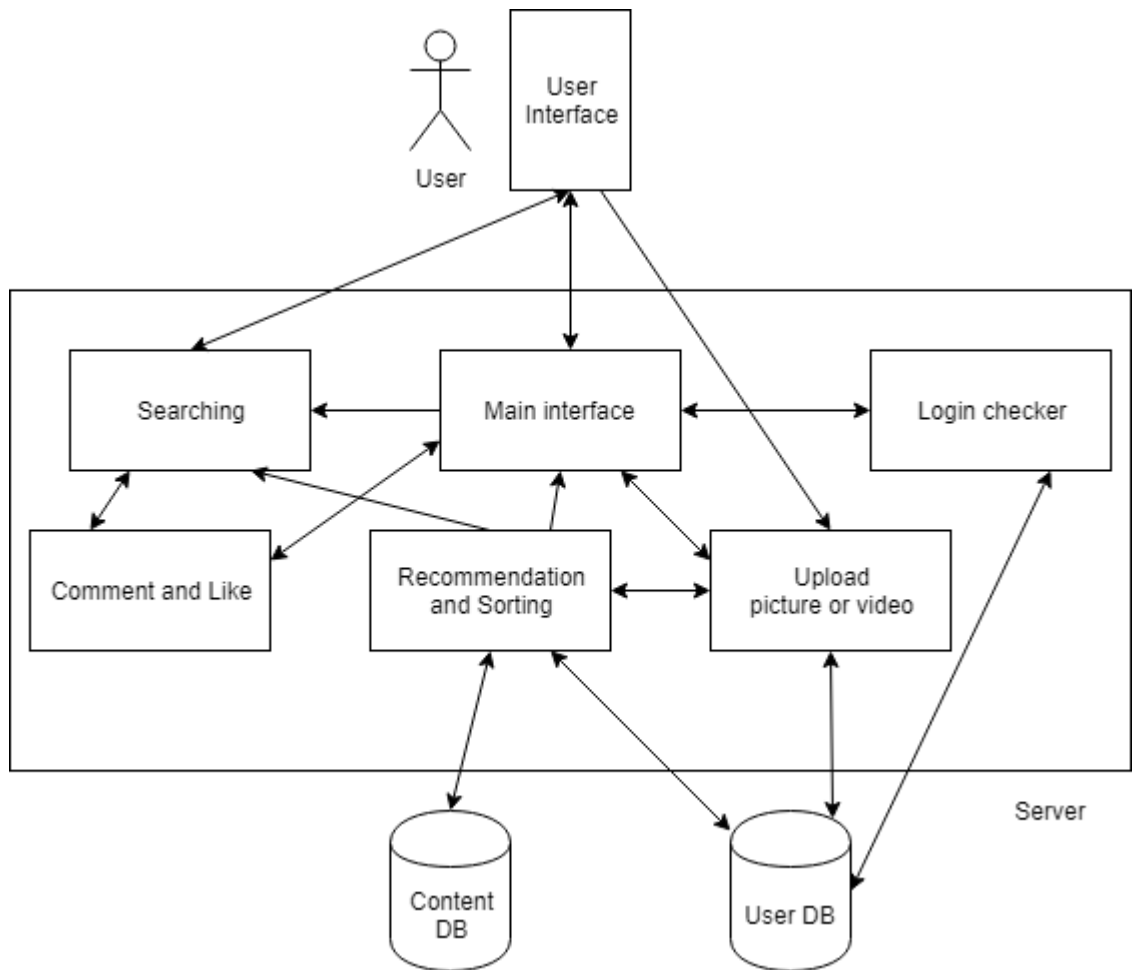 User
Interface
User
Searching
Main interface
Login checker
Comment and Like
Recommendation
and Sorting
Upload
picture or video
Server
Content
DB
User DB